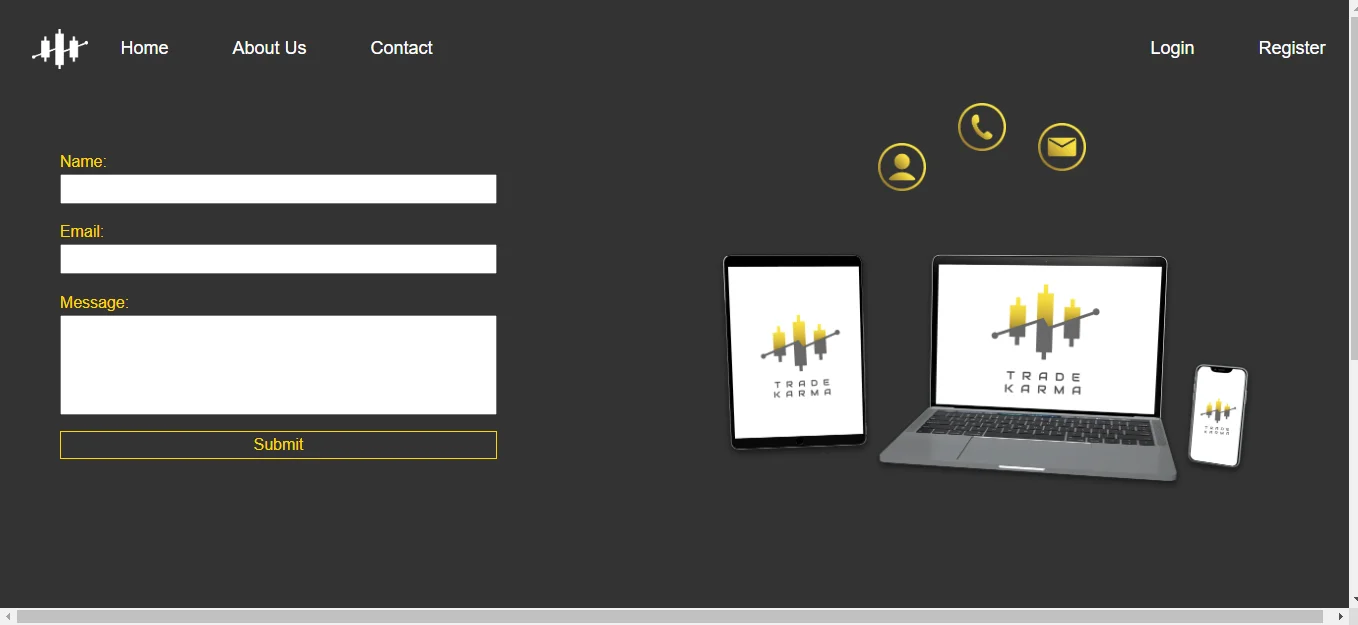 Home
About Us
Contact
Login
Register
Name:
Email:
Message:
Submit
TRADE
KARMA
TRADE
KARMA
TRADE
KARMA